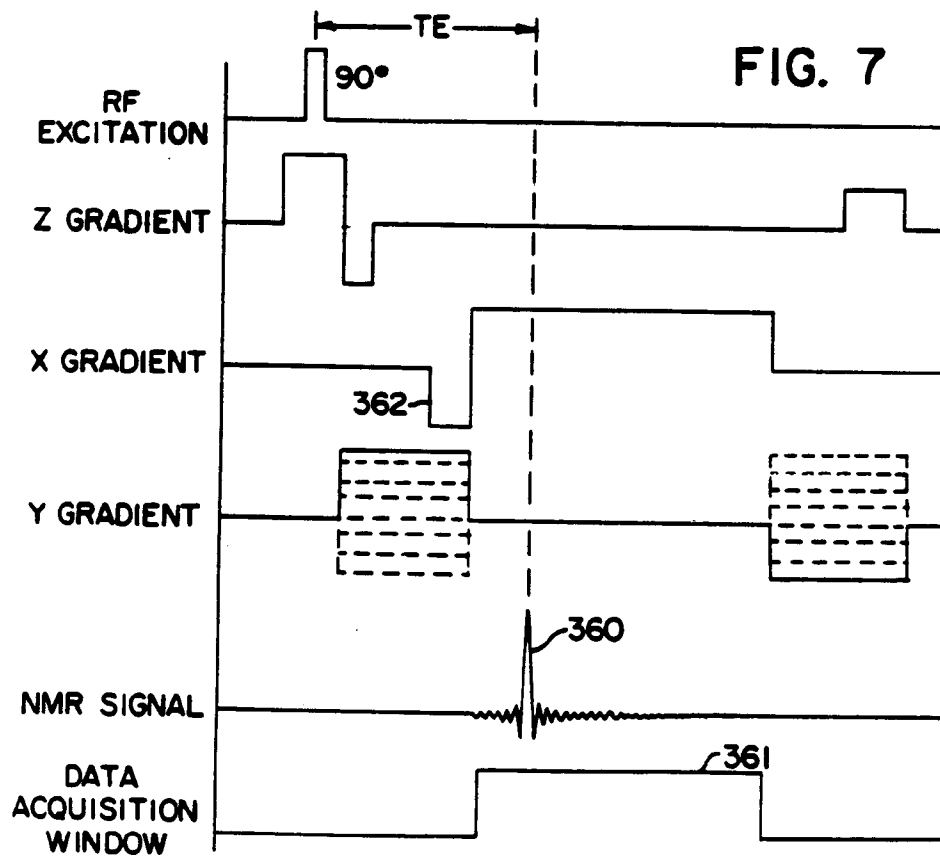 TE
FIG. 7
90°
RF
EXCITATION
Z GRADIENT
X GRADIENT
362
Y GRADIENT
360
NMR SIGNAL
361
DATA
ACQUISITION
WINDOW